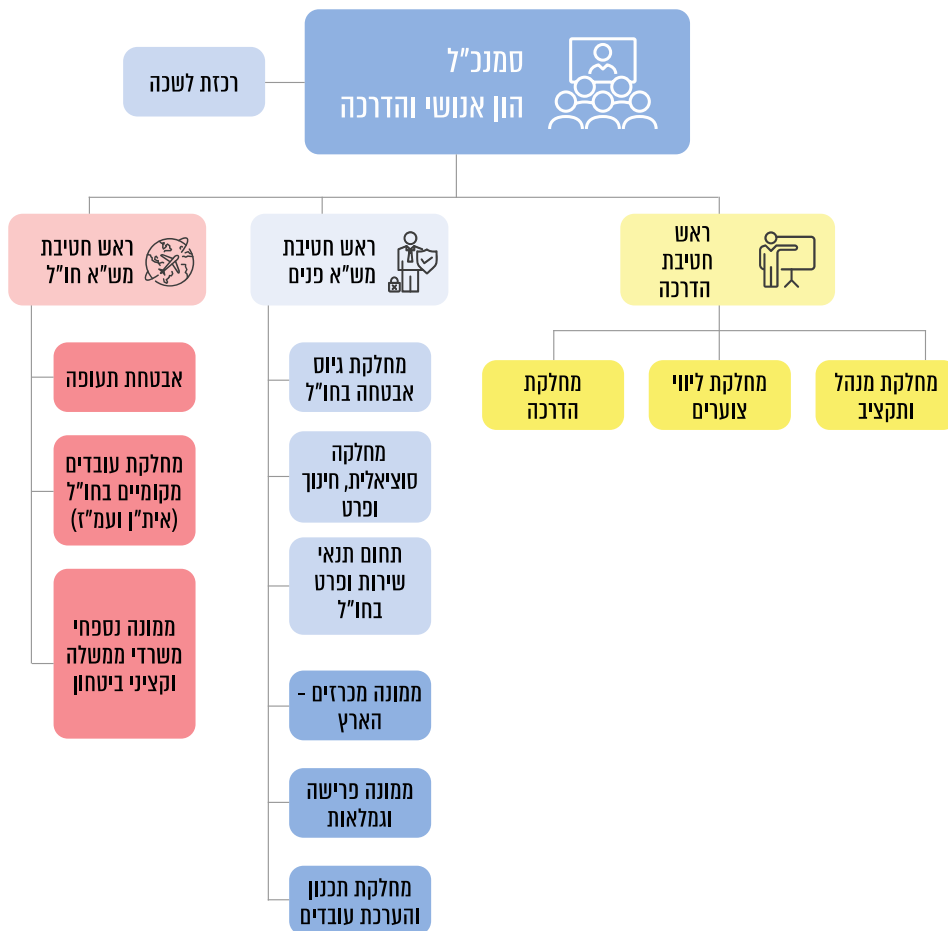 סמנכ"ל
הון אנושי והדרכה
רכזת לשכה
ראש
חטיבת
הדרכה
מחלקת מנהל
ותקציב
מחלקת ליווי
צוערים
מחלקת
הדרכה
ראש חטיבת
מש"א פנים
מחלקת גיוס
אבטחה בחו"ל
מחלקה
סוציאלית, חינוך
ופרט
תחום תנאי
שירות ופרט
בחו"ל
ממונה מכרזים -
הארץ
ממונה פרישה
וגמלאות
מחלקת תכנון
והערכת עובדים
ראש חטיבת
מש"א חו"ל
אבטחת תעופה
מחלקת עובדים
מקומיים בחו"ל
(אית"ן ועמ"ז)
ממונה נספחי
משרדי ממשלה
וקציני ביטחון